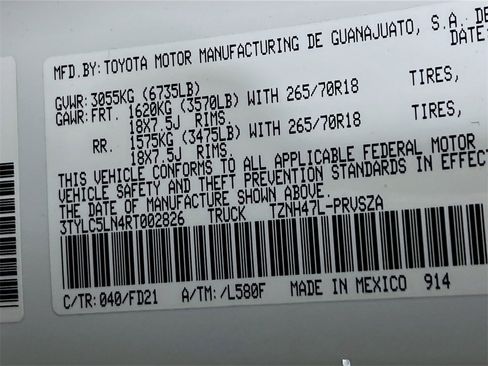 MFD.BY: TOYOTA MOTOR MANUFACTURING DE GUANAJUATO, S.A. DE
DATE:
GVWR: 3055KG (6735LB)
GAWR: FRT. 1620KG (3570LB) WITH 265/70R18 TIRES,
18X7.5J RIMS.
RR. 1575KG (3475LB) WITH 265/70R18 TIRES,
18X7.5J RIMS.
THIS VEHICLE CONFORMS TO ALL APPLICABLE FEDERAL MOTOR
VEHICLE SAFETY AND THEFT PREVENTION STANDARDS IN EFFECT
THE DATE OF MANUFACTURE SHOWN ABOVE.
3TYLC5LN4RT002826 TRUCK TZNH47L-PRVSZA
C/TR: 040/FD21 A/TM: /L580F MADE IN MEXICO 914